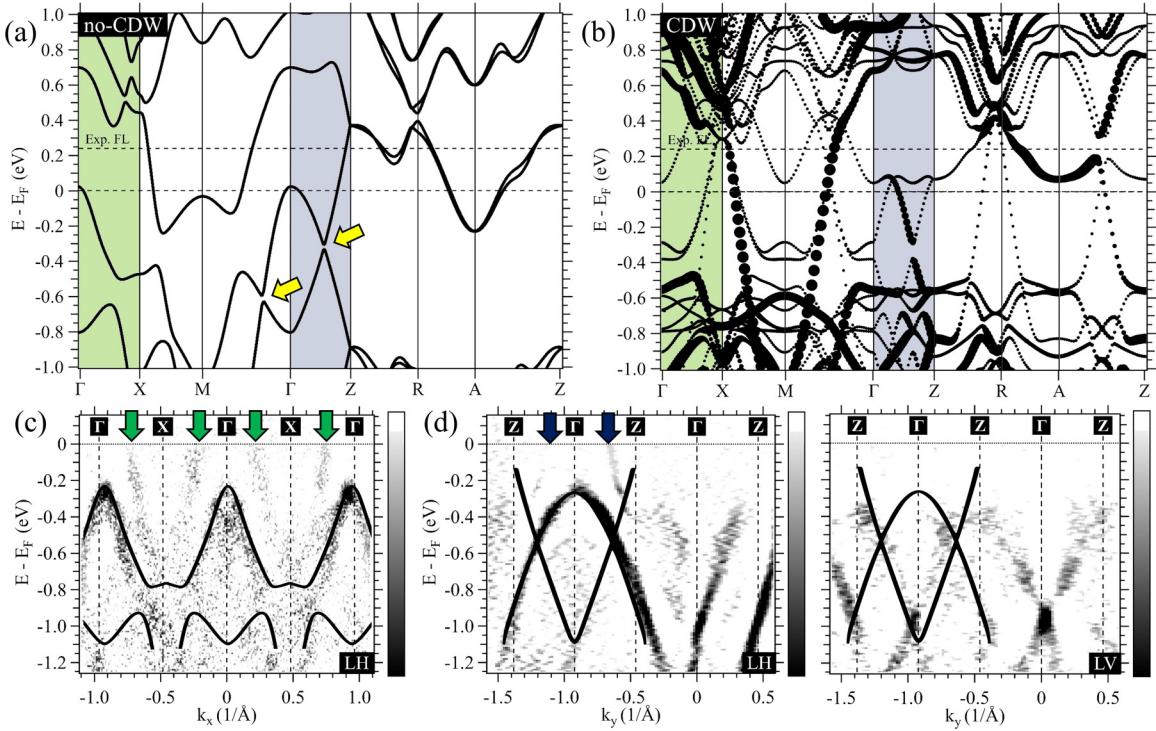 (a)
no-CDW
E - E_F (eV)
1.0
0.8
0.6
0.4
0.2
0
-0.2
-0.4
-0.6
-0.8
-1.0
Exp. FL
Γ X M Γ Z R A Z
(b)
CDW
E - E_F (eV)
1.0
0.8
0.6
0.4
0.2
0
-0.2
-0.4
-0.6
-0.8
-1.0
Exp. FL
Γ X M Γ Z R A Z
(c)
Γ X Γ X Γ
E - E_F (eV)
0
-0.2
-0.4
-0.6
-0.8
-1.0
-1.2
LH
-1.0 -0.5 0 0.5 1.0
k_x (1/Å)
(d)
Z Γ Z Γ Z
E - E_F (eV)
0
-0.2
-0.4
-0.6
-0.8
-1.0
-1.2
LH
-1.5 -1.0 -0.5 0 0.5
k_y (1/Å)
Z Γ Z Γ Z
LV
-1.5 -1.0 -0.5 0 0.5
k_y (1/Å)